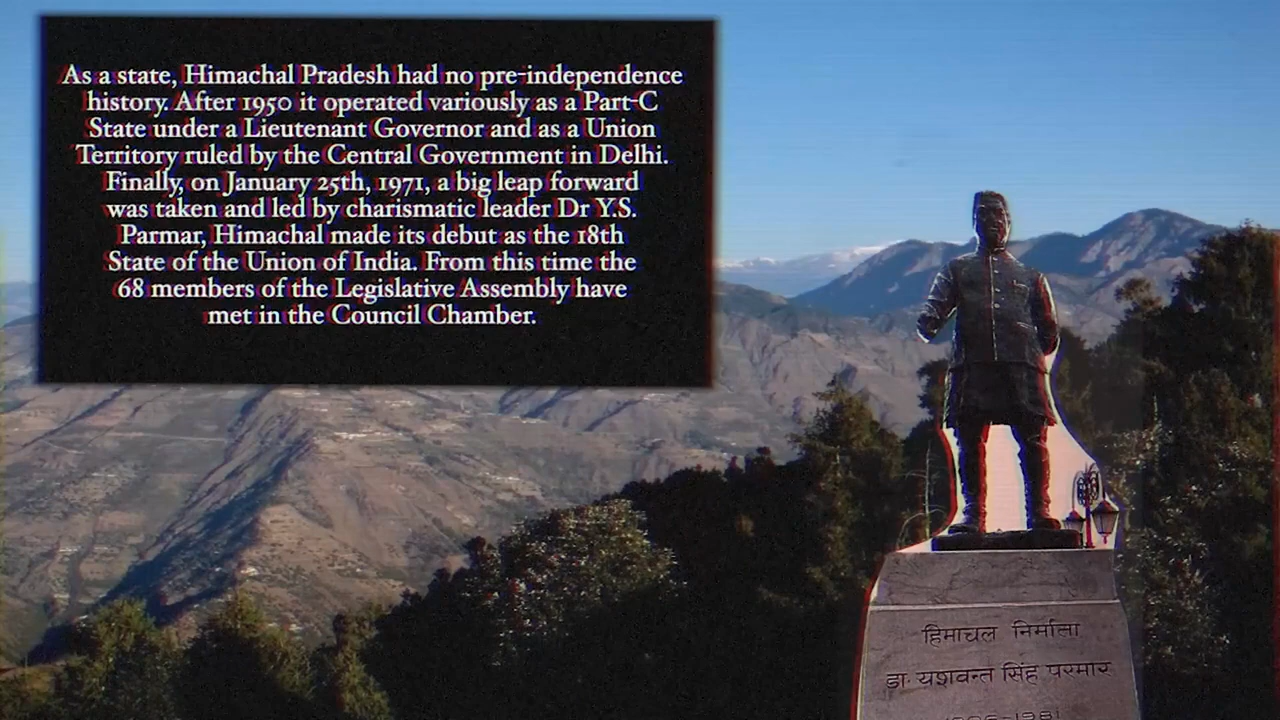 As a state, Himachal Pradesh had no pre-independence
history. After 1950 it operated variously as a Part-C
State under a Lieutenant Governor and as a Union
Territory ruled by the Central Government in Delhi.
Finally, on January 25th, 1971, a big leap forward
was taken and led by charismatic leader Dr Y.S.
Parmar, Himachal made its debut as the 18th
State of the Union of India. From this time the
68 members of the Legislative Assembly have
met in the Council Chamber.
हिमाचल निर्माता
डा॰ यशवन्त सिंह परमार
1906-1981